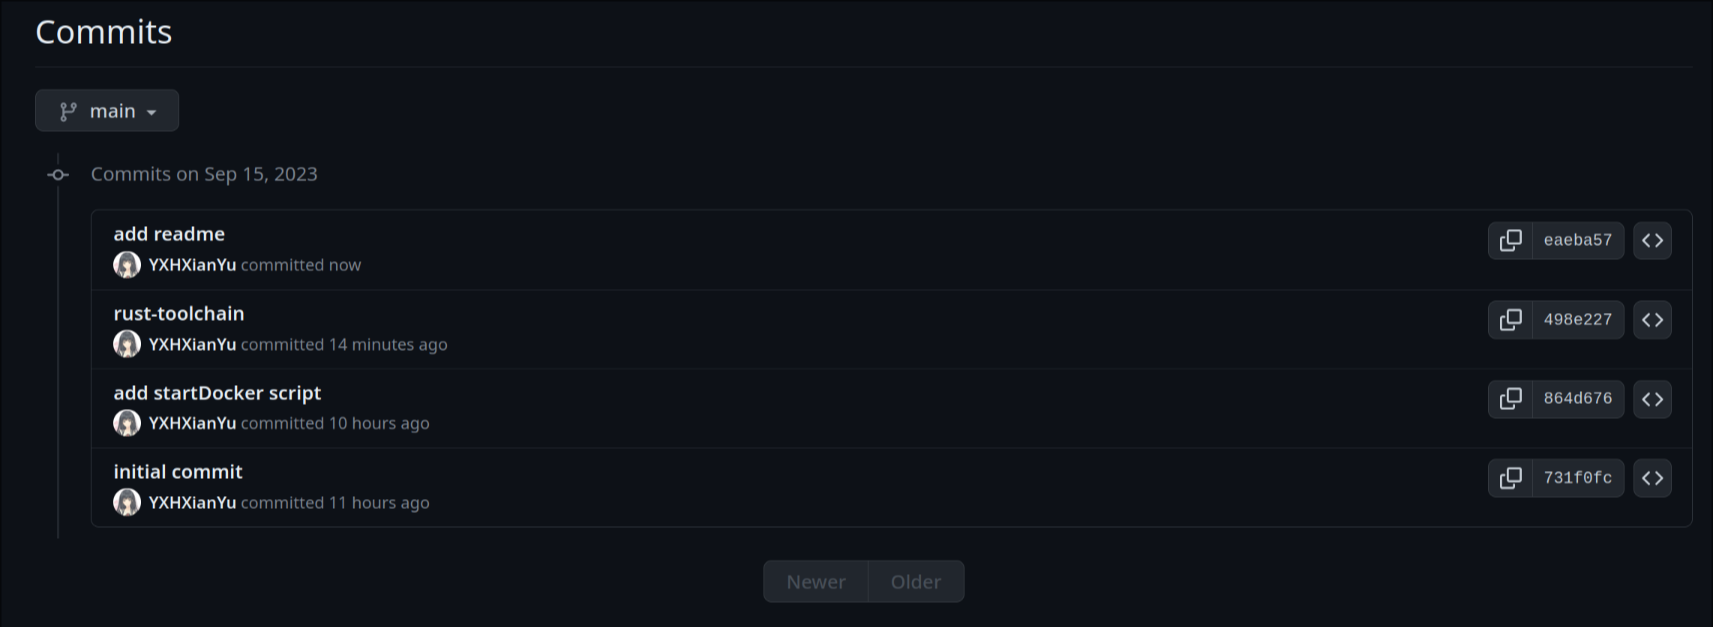 Commits
main
Commits on Sep 15, 2023
add readme
YXHXianYu committed now
eaeba57
rust-toolchain
YXHXianYu committed 14 minutes ago
498e227
add startDocker script
YXHXianYu committed 10 hours ago
864d676
initial commit
YXHXianYu committed 11 hours ago
731f0fc
Newer Older